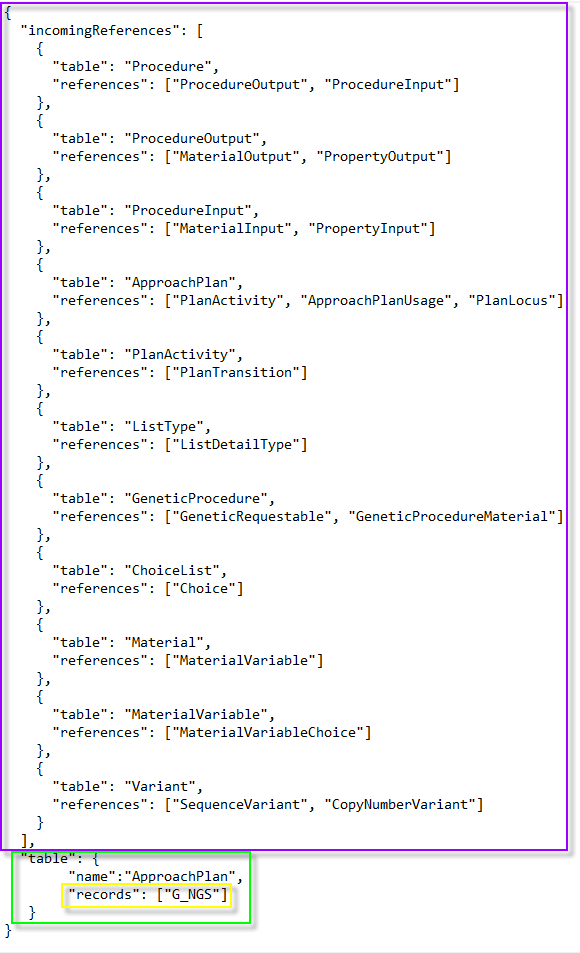 {
"incomingReferences": [
{
"table": "Procedure",
"references": ["ProcedureOutput", "ProcedureInput"]
},
{
"table": "ProcedureOutput",
"references": ["MaterialOutput", "PropertyOutput"]
},
{
"table": "ProcedureInput",
"references": ["MaterialInput", "PropertyInput"]
},
{
"table": "ApproachPlan",
"references": ["PlanActivity", "ApproachPlanUsage", "PlanLocus"]
},
{
"table": "PlanActivity",
"references": ["PlanTransition"]
},
{
"table": "ListType",
"references": ["ListDetailType"]
},
{
"table": "GeneticProcedure",
"references": ["GeneticRequestable", "GeneticProcedureMaterial"]
},
{
"table": "ChoiceList",
"references": ["Choice"]
},
{
"table": "Material",
"references": ["MaterialVariable"]
},
{
"table": "MaterialVariable",
"references": ["MaterialVariableChoice"]
},
{
"table": "Variant",
"references": ["SequenceVariant", "CopyNumberVariant"]
}
],
"table": {
"name":"ApproachPlan",
"records": ["G_NGS"]
}
}